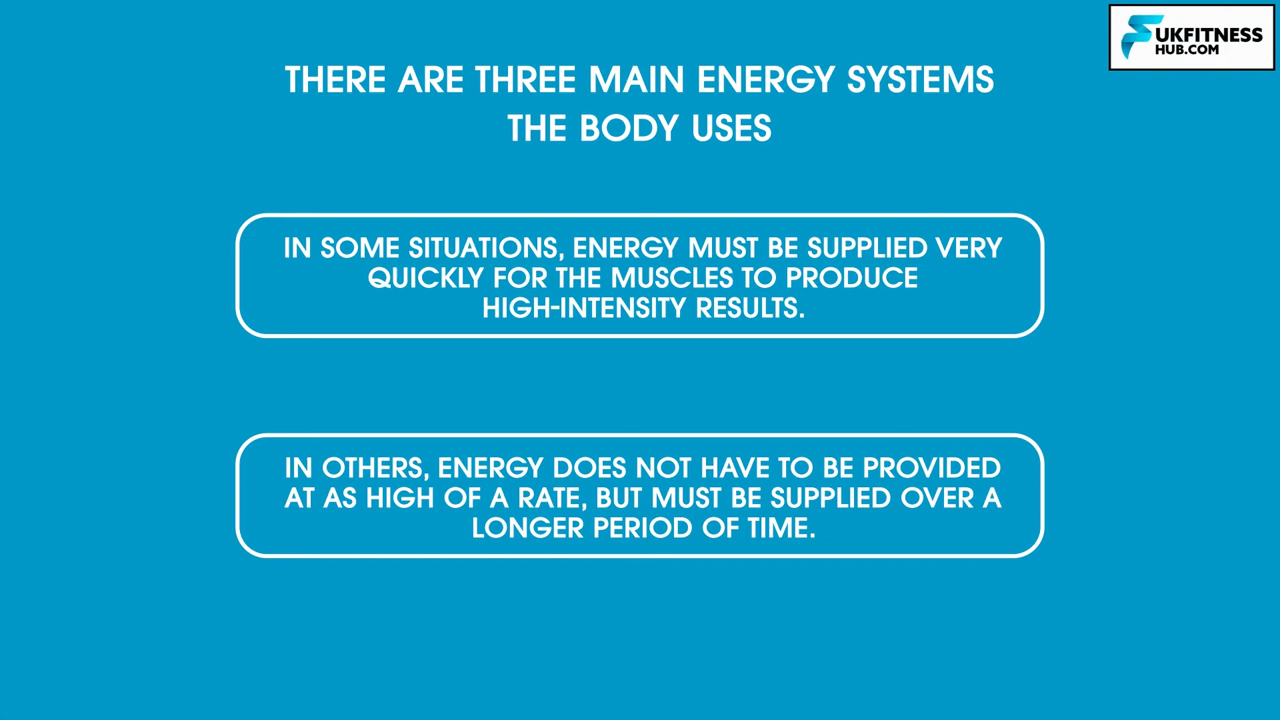 UKFITNESS
HUB.COM
THERE ARE THREE MAIN ENERGY SYSTEMS
THE BODY USES
IN SOME SITUATIONS, ENERGY MUST BE SUPPLIED VERY
QUICKLY FOR THE MUSCLES TO PRODUCE
HIGH-INTENSITY RESULTS.
IN OTHERS, ENERGY DOES NOT HAVE TO BE PROVIDED
AT AS HIGH OF A RATE, BUT MUST BE SUPPLIED OVER A
LONGER PERIOD OF TIME.